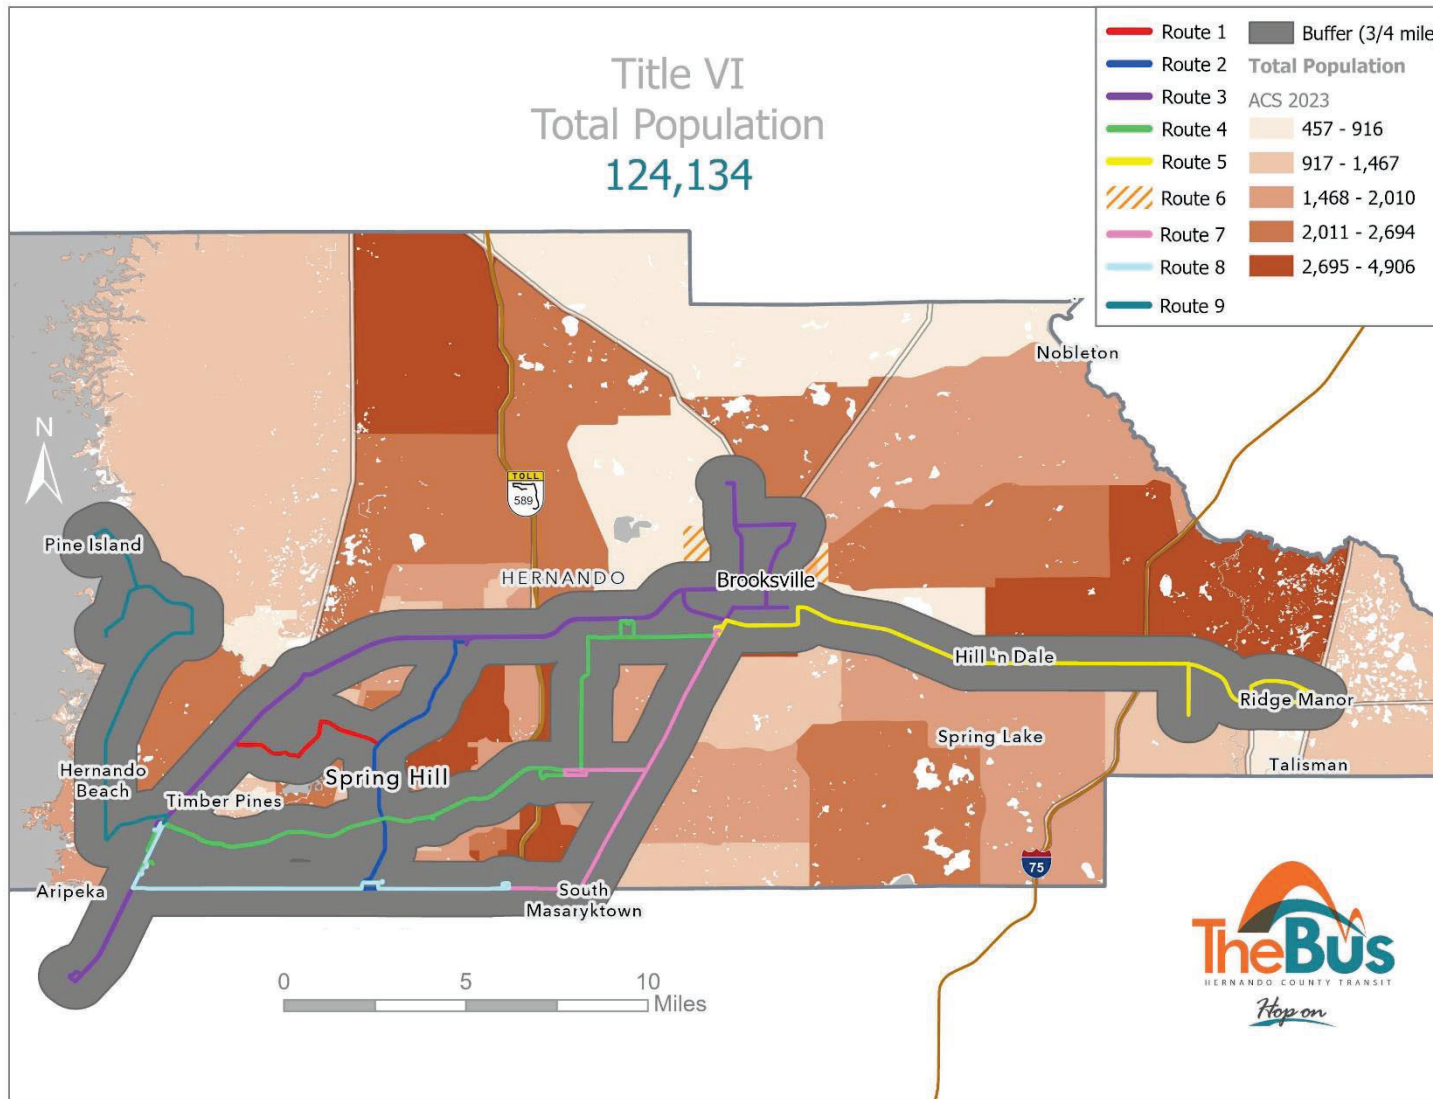 Title VI
Total Population
124,134
Route 1
Route 2
Route 3
Route 4
Route 5
Route 6
Route 7
Route 8
Route 9
Buffer (3/4 mile
Total Population
ACS 2023
457 - 916
917 - 1,467
1,468 - 2,010
2,011 - 2,694
2,695 - 4,906
Nobleton
N
TOLL
589
Pine Island
HERNANDO
Brooksville
Hill 'n Dale
Ridge Manor
Spring Lake
Talisman
Hernando
Beach
Timber Pines
Spring Hill
Aripeka
South
Masaryktown
75
0 5 10
Miles
TheBus
HERNANDO COUNTY TRANSIT
Hop on